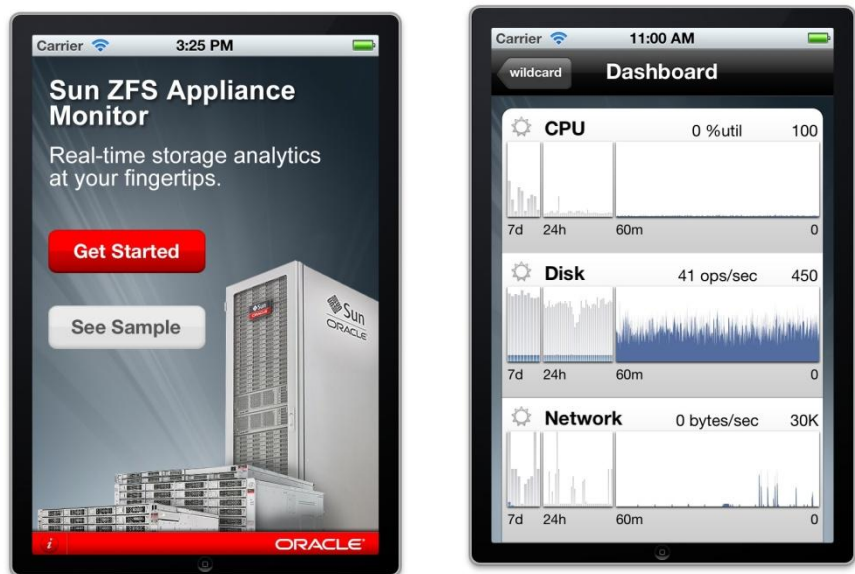 Carrier
3:25 PM
Sun ZFS Appliance
Monitor
Real-time storage analytics
at your fingertips.
Get Started
See Sample
Sun
ORACLE
i
ORACLE
Carrier
11:00 AM
wildcard
Dashboard
CPU 0 %util 100
7d 24h 60m 0
Disk 41 ops/sec 450
7d 24h 60m 0
Network 0 bytes/sec 30K
7d 24h 60m 0